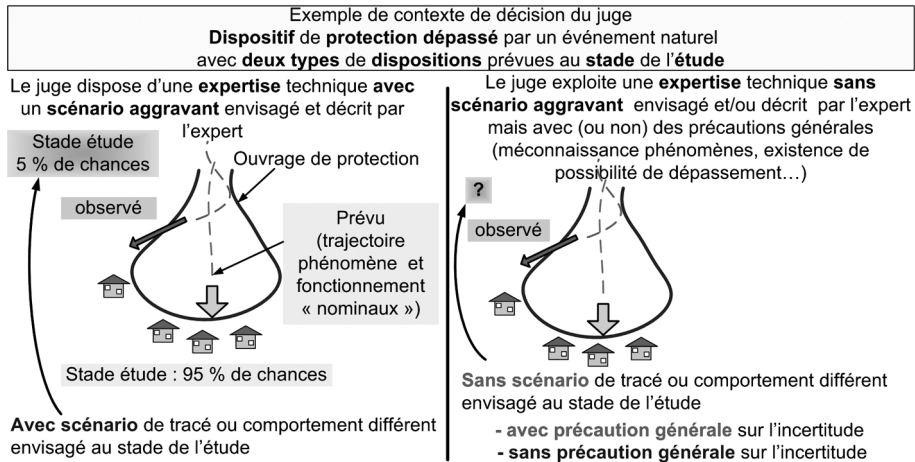 Exemple de contexte de décision du juge
Dispositif de protection dépassé par un événement naturel
avec deux types de dispositions prévues au stade de l'étude
Le juge dispose d'une expertise technique avec
un scénario aggravant envisagé et décrit par
l'expert
Stade étude
5 % de chances
Ouvrage de protection
observé
Prévu
(trajectoire
phénomène et
fonctionnement
« nominaux »)
Stade étude : 95 % de chances
Avec scénario de tracé ou comportement différent
envisagé au stade de l'étude
Le juge exploite une expertise technique sans
scénario aggravant envisagé et/ou décrit par l'expert
mais avec (ou non) des précautions générales
(méconnaissance phénomènes, existence de
possibilité de dépassement…)
?
observé
Sans scénario de tracé ou comportement différent
envisagé au stade de l'étude
- avec précaution générale sur l'incertitude
- sans précaution générale sur l'incertitude